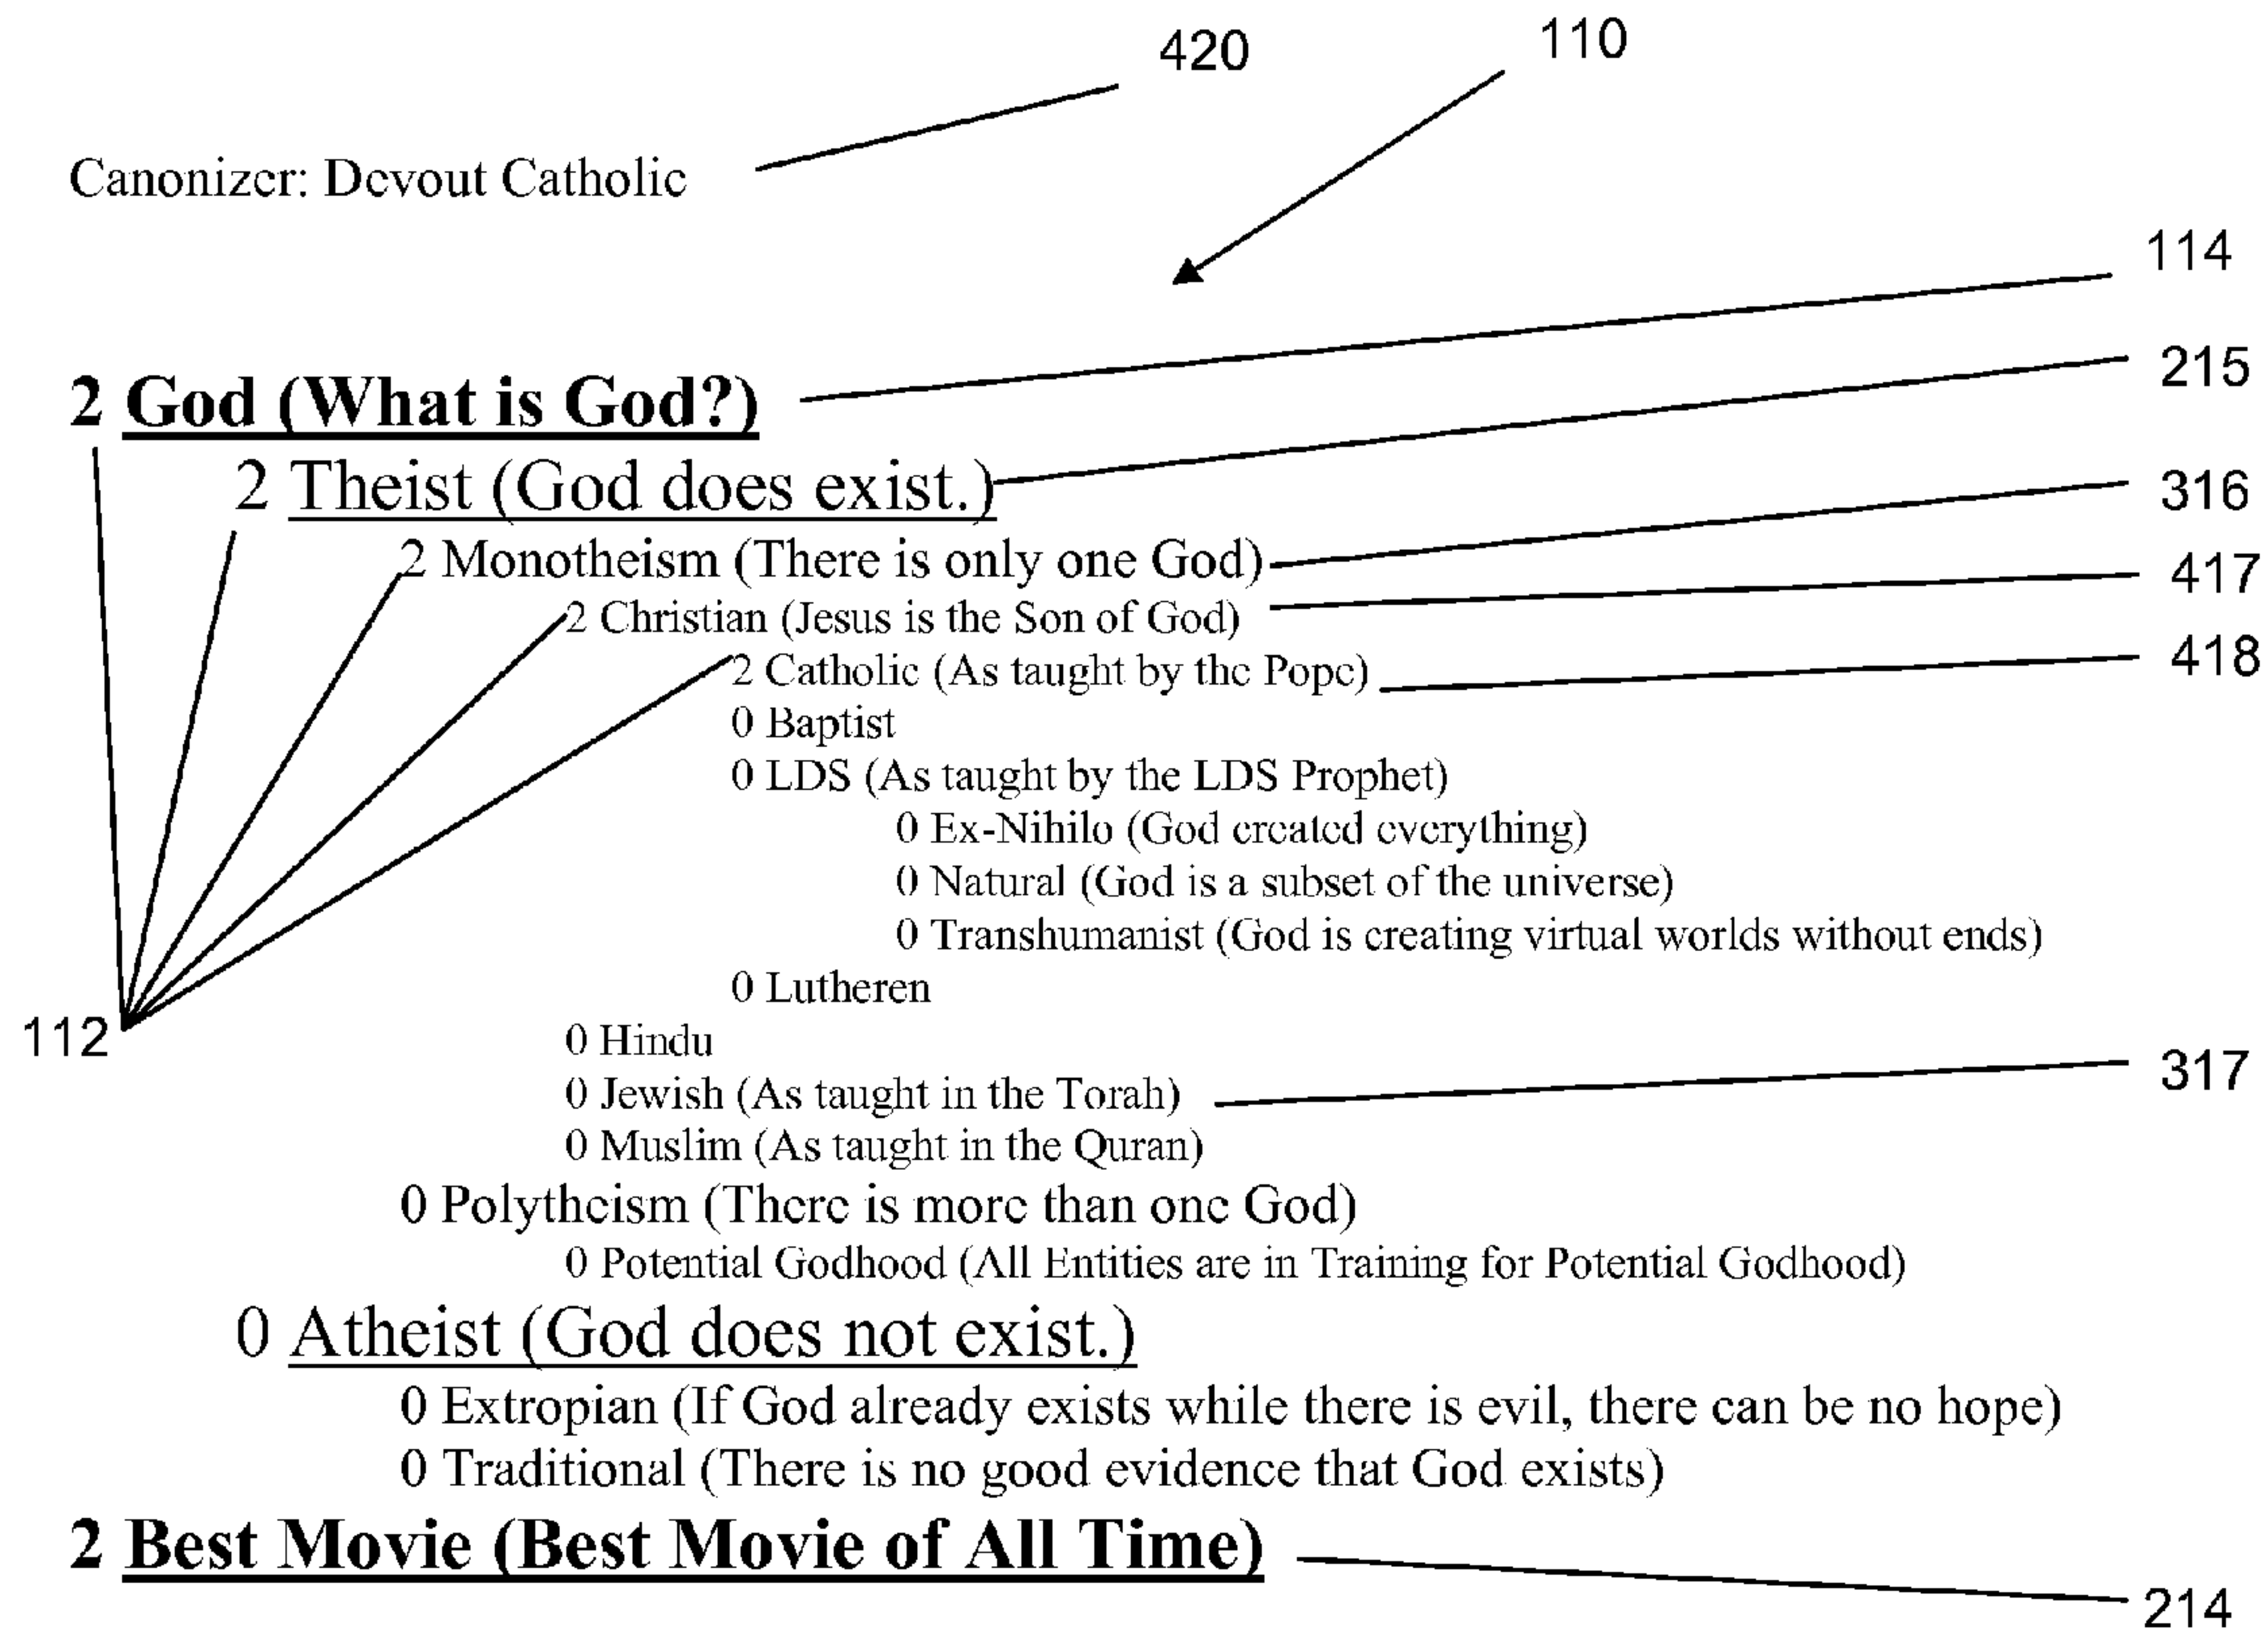 420
110
Canonizer: Devout Catholic
114
2 God (What is God?)
215
2 Theist (God does exist.)
316
2 Monotheism (There is only one God)
417
2 Christian (Jesus is the Son of God)
418
2 Catholic (As taught by the Pope)
0 Baptist
0 LDS (As taught by the LDS Prophet)
0 Ex-Nihilo (God created everything)
0 Natural (God is a subset of the universe)
0 Transhumanist (God is creating virtual worlds without ends)
0 Lutheren
112
0 Hindu
317
0 Jewish (As taught in the Torah)
0 Muslim (As taught in the Quran)
0 Polytheism (There is more than one God)
0 Potential Godhood (All Entities are in Training for Potential Godhood)
0 Atheist (God does not exist.)
0 Extropian (If God already exists while there is evil, there can be no hope)
0 Traditional (There is no good evidence that God exists)
2 Best Movie (Best Movie of All Time)
214